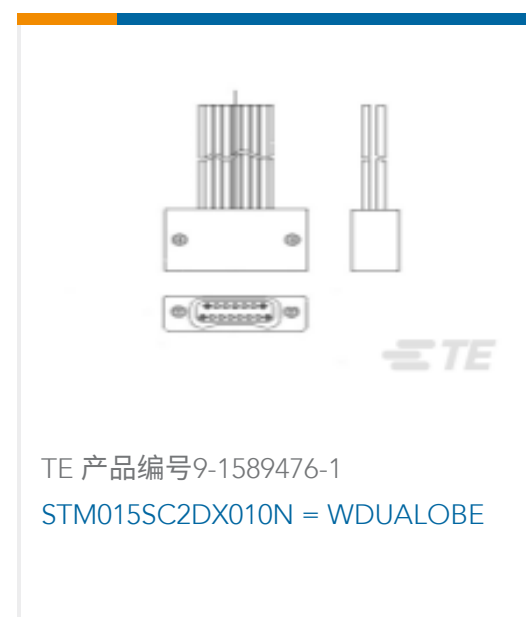 TE
TE 产品编号9-1589476-1
STM015SC2DX010N = WDUALOBE